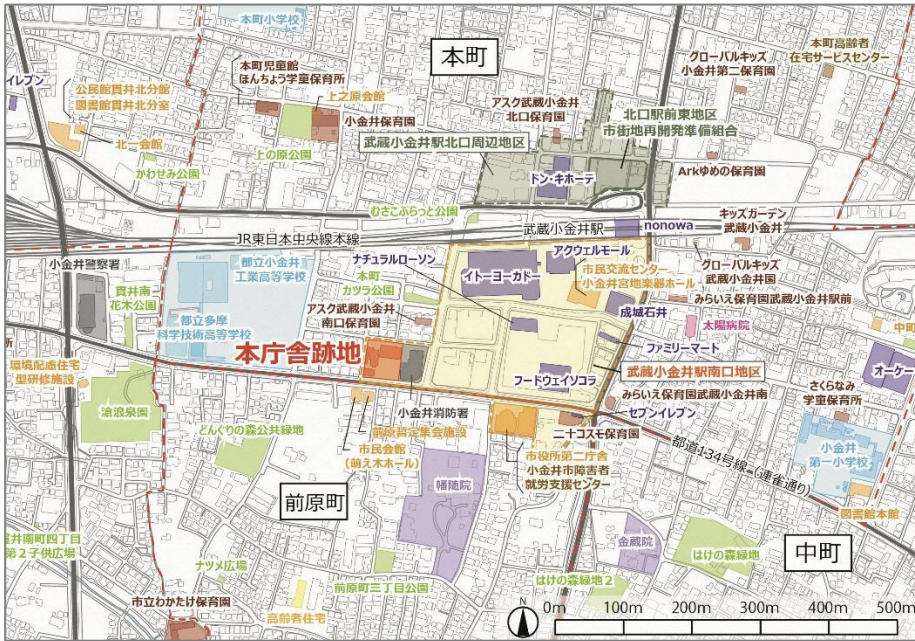 本町小学校
本町
イレブン
公民館貫井北分館
図書館貫井北分室
北一会館
かわせみ公園
本町児童館
ほんちょう学童保育所
上之原会館
小金井保育園
上の原公園
アスク武蔵小金井
北口保育園
武蔵小金井駅北口周辺地区
ドン・キホーテ
北口駅前東地区
市街地再開発準備組合
グローバルキッズ
小金井第二保育園
本町高齢者
在宅サービスセンター
Arkゆめの保育園
むさこぷらっと公園
武蔵小金井駅
nonowa
キッズガーデン
武蔵小金井
JR東日本中央線本線
小金井警察署
貫井南
花木公園
都立小金井
工業高等学校
都立多摩
科学技術高等学校
ナチュラルローソン
本町
カツラ公園
アスク武蔵小金井
南口保育園
イトーヨーカドー
アクウェルモール
市民交流センター
小金井宮地楽器ホール
成城石井
グローバルキッズ
武蔵小金井園
みらいえ保育園武蔵小金井駅前
太陽病院
中町
ファミリーマート
オーケー
本庁舎跡地
所
環境配慮住宅
型研修施設
滄浪泉園
どんぐりの森公共緑地
小金井消防署
前原暫定集会施設
市民会館
(萌え木ホール)
フードウェイソコラ
武蔵小金井駅南口地区
みらいえ保育園武蔵小金井南
セブンイレブン
ニ十コスモ保育園
市役所第二庁舎
小金井市障害者
就労支援センター
さくらなみ
学童保育所
都道134号線(連雀通り)
小金井
第一小学校
図書館本館
前原町
幡随院
金蔵院
はけの森緑地
中町
井南町四丁目
第2子供広場
ナツメ広場
前原町三丁目公園
はけの森緑地2
市立わかたけ保育園
高齢者住宅
N
0m 100m 200m 300m 400m 500m